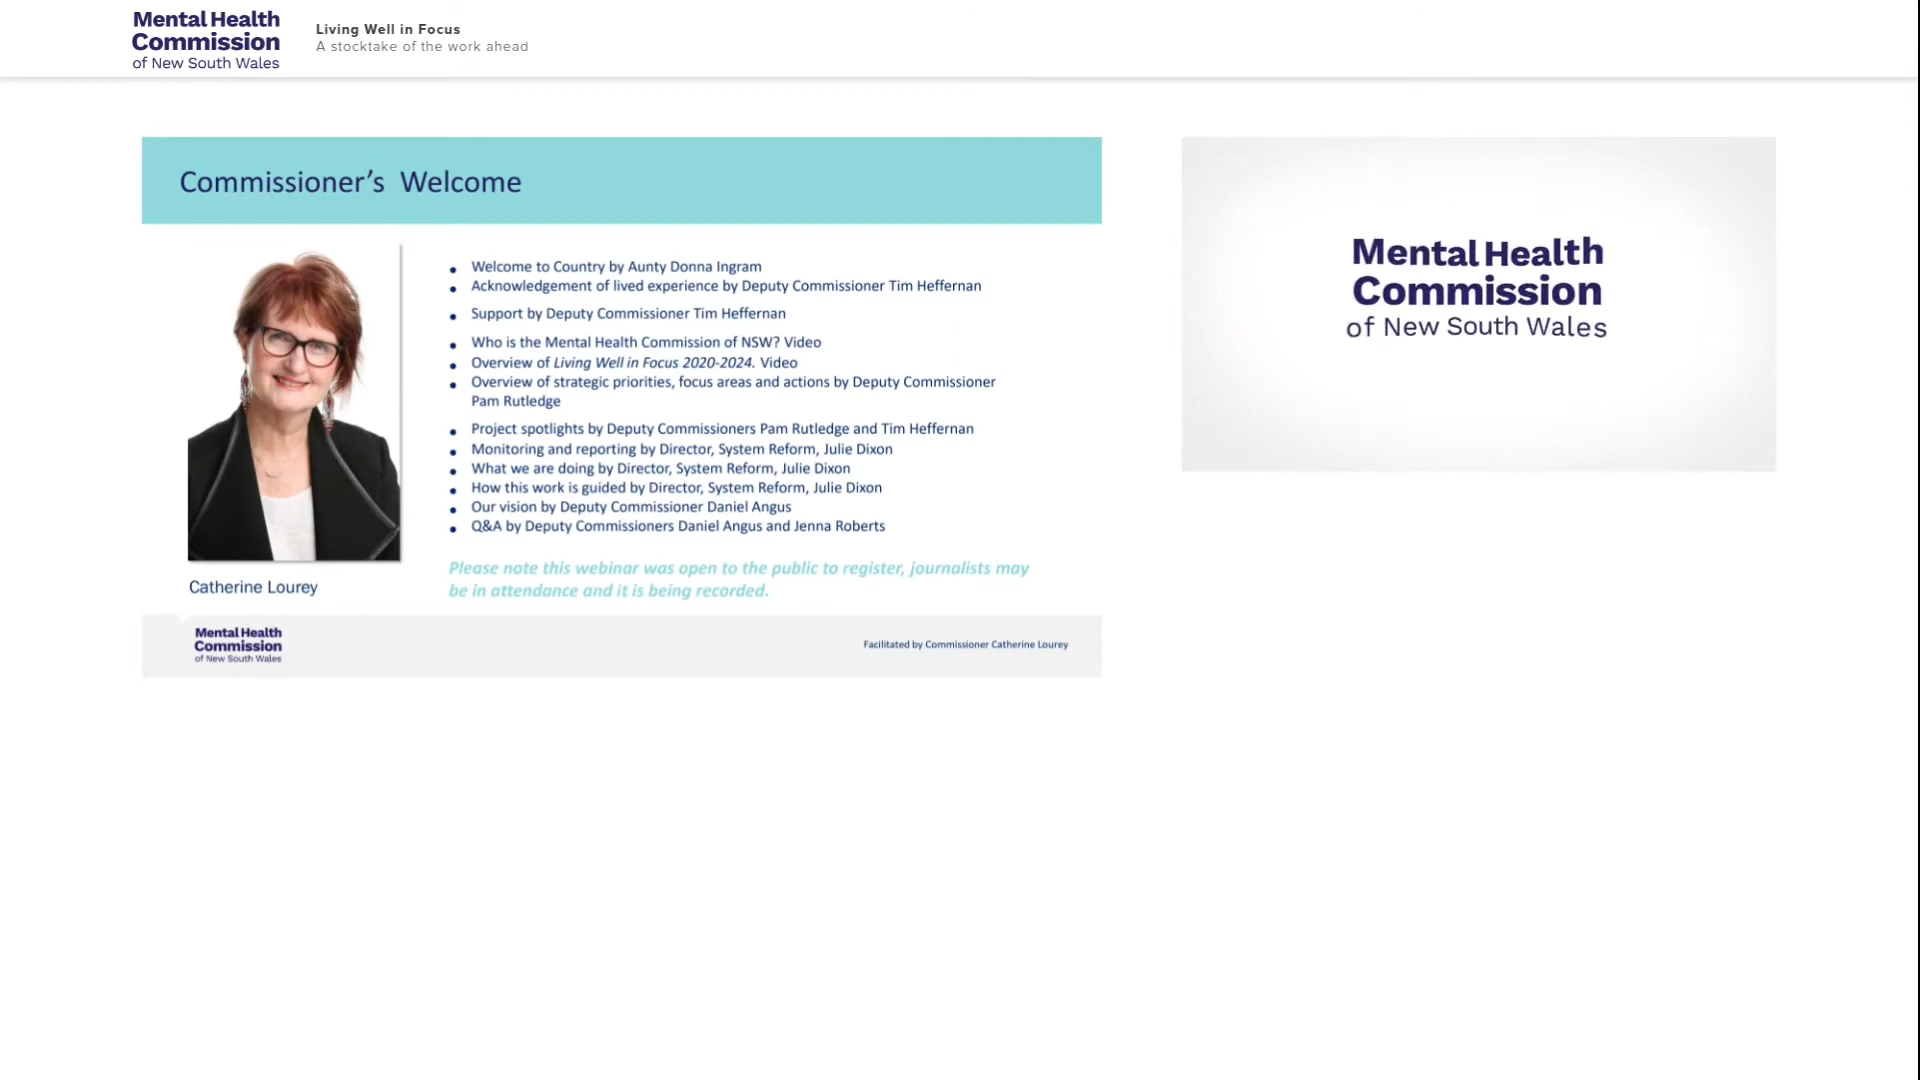 Mental Health
Commission
of New South Wales
Living Well in Focus
A stocktake of the work ahead
Commissioner's Welcome
• Welcome to Country by Aunty Donna Ingram
• Acknowledgement of lived experience by Deputy Commissioner Tim Heffernan
• Support by Deputy Commissioner Tim Heffernan
• Who is the Mental Health Commission of NSW? Video
• Overview of Living Well in Focus 2020-2024. Video
• Overview of strategic priorities, focus areas and actions by Deputy Commissioner
Pam Rutledge
• Project spotlights by Deputy Commissioners Pam Rutledge and Tim Heffernan
• Monitoring and reporting by Director, System Reform, Julie Dixon
• What we are doing by Director, System Reform, Julie Dixon
• How this work is guided by Director, System Reform, Julie Dixon
• Our vision by Deputy Commissioner Daniel Angus
• Q&A by Deputy Commissioners Daniel Angus and Jenna Roberts
Please note this webinar was open to the public to register, journalists may
be in attendance and it is being recorded.
Catherine Lourey
Mental Health
Commission
of New South Wales
Facilitated by Commissioner Catherine Lourey
Mental Health
Commission
of New South Wales